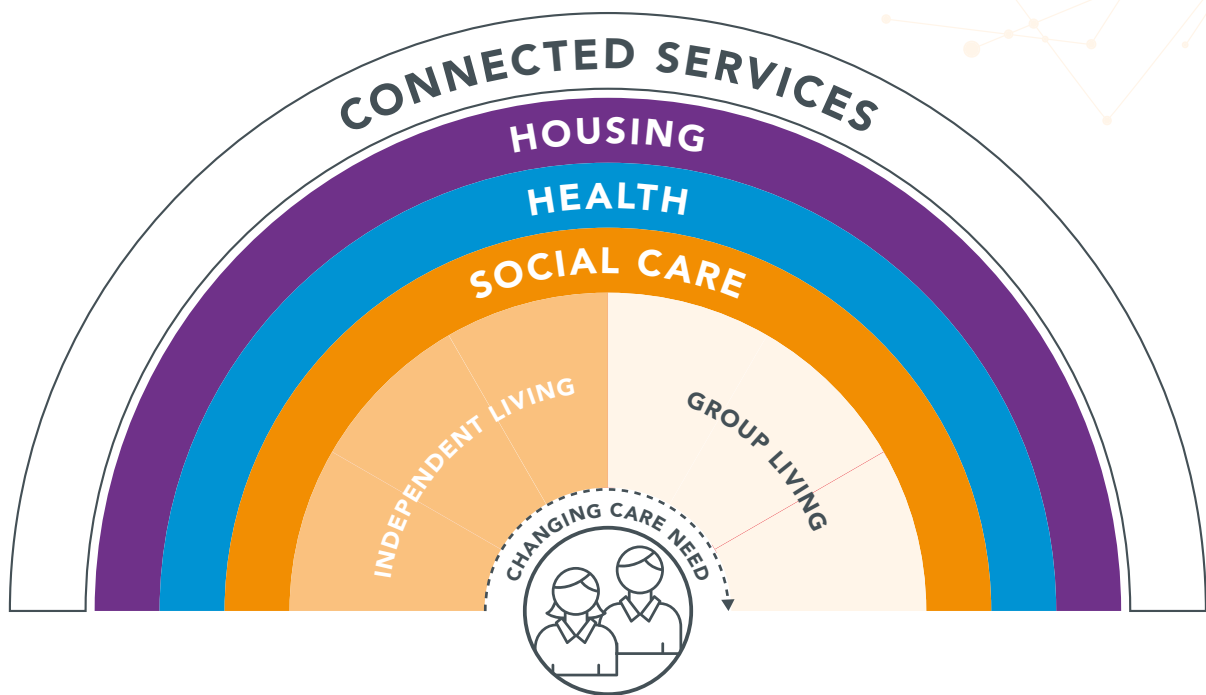 CONNECTED SERVICES
HOUSING
HEALTH
SOCIAL CARE
INDEPENDENT LIVING
GROUP LIVING
CHANGING CARE NEED